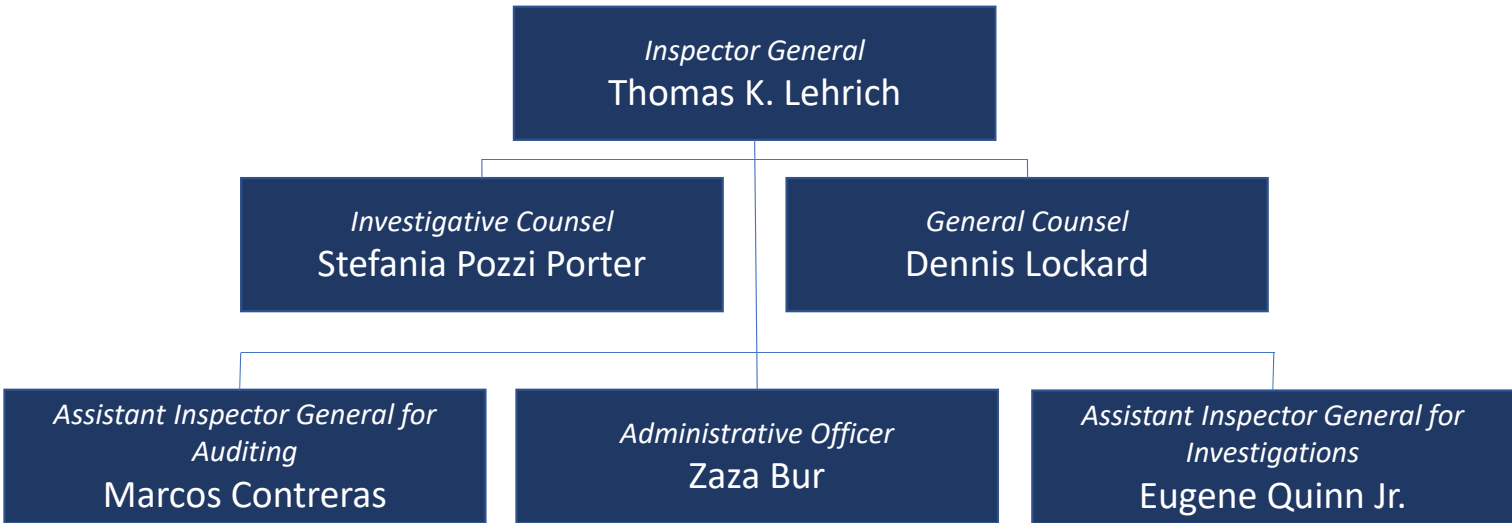 Inspector General
Thomas K. Lehrich
Investigative Counsel
Stefania Pozzi Porter
General Counsel
Dennis Lockard
Assistant Inspector General for
Auditing
Marcos Contreras
Administrative Officer
Zaza Bur
Assistant Inspector General for
Investigations
Eugene Quinn Jr.